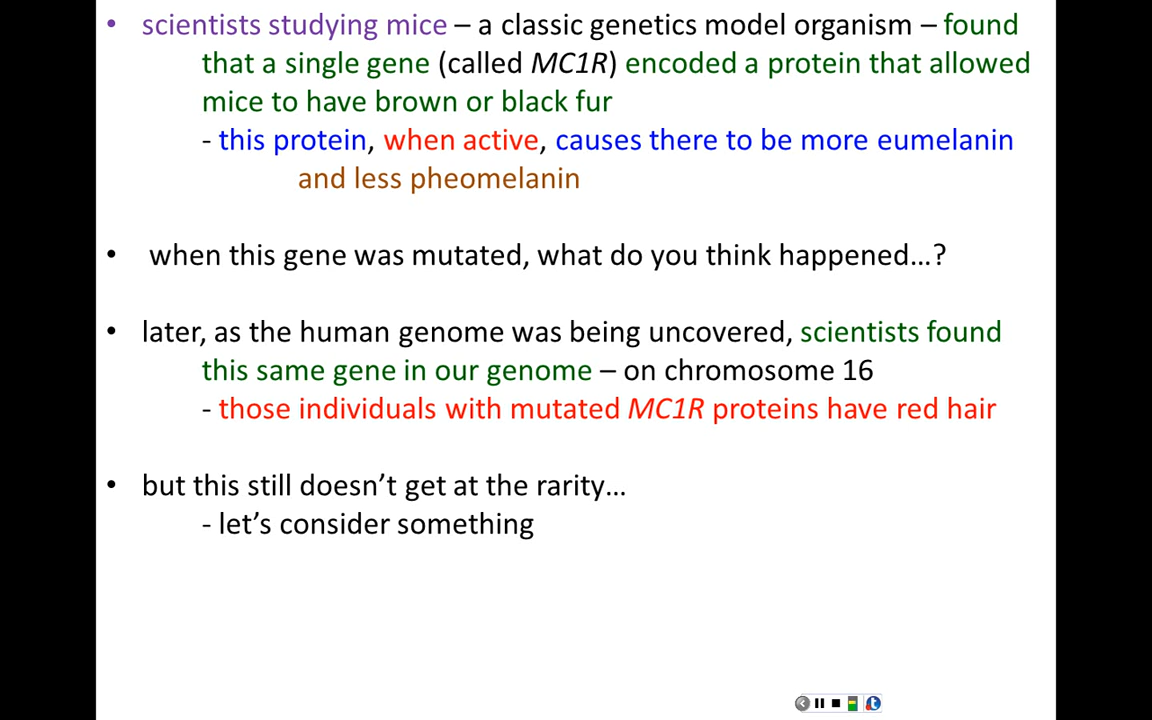 • scientists studying mice – a classic genetics model organism – found
that a single gene (called MC1R) encoded a protein that allowed
mice to have brown or black fur
- this protein, when active, causes there to be more eumelanin
and less pheomelanin
• when this gene was mutated, what do you think happened…?
• later, as the human genome was being uncovered, scientists found
this same gene in our genome – on chromosome 16
- those individuals with mutated MC1R proteins have red hair
• but this still doesn’t get at the rarity…
- let’s consider something